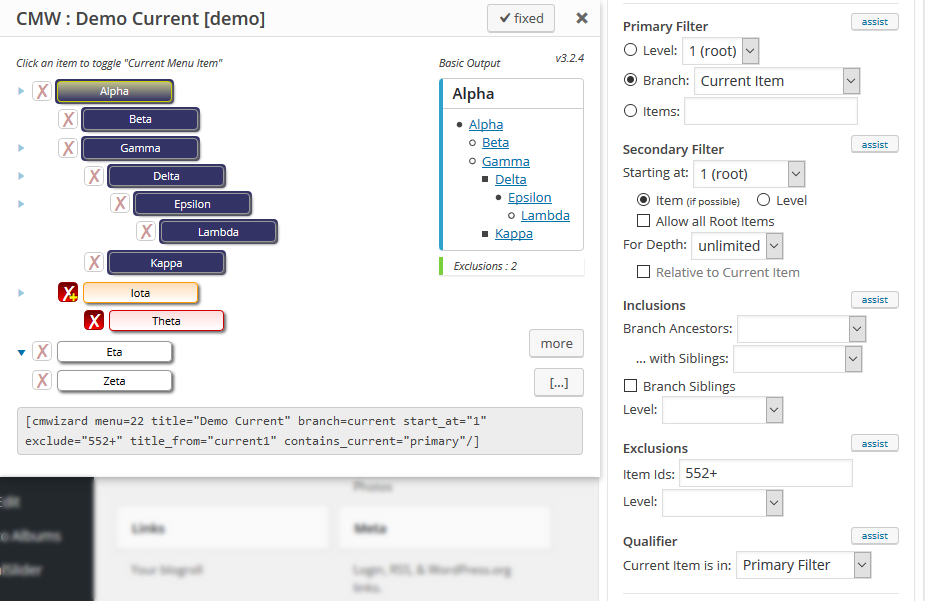 CMW : Demo Current [demo]
✔ fixed
×
Click an item to toggle "Current Menu Item"
X Alpha
X Beta
X Gamma
X Delta
X Epsilon
X Lambda
X Kappa
X+ Iota
X Theta
X Eta
X Zeta
Basic Output
v3.2.4
Alpha
Alpha
Beta
Gamma
Delta
Epsilon
Lambda
Kappa
Exclusions : 2
more
[...]
[cmwizard menu=22 title="Demo Current" branch=current start_at="1"
exclude="552+" title_from="current1" contains_current="primary"/]
Edit
Albums
Slider
Photos
Links
Meta
Your blogroll
Login, RSS, & WordPress.org
links.
Primary Filter
assist
Level: 1 (root)
Branch: Current Item
Items:
Secondary Filter
assist
Starting at: 1 (root)
Item (if possible) Level
Allow all Root Items
For Depth: unlimited
Relative to Current Item
Inclusions
assist
Branch Ancestors:
... with Siblings:
Branch Siblings
Level:
Exclusions
assist
Item Ids: 552+
Level:
Qualifier
assist
Current Item is in: Primary Filter